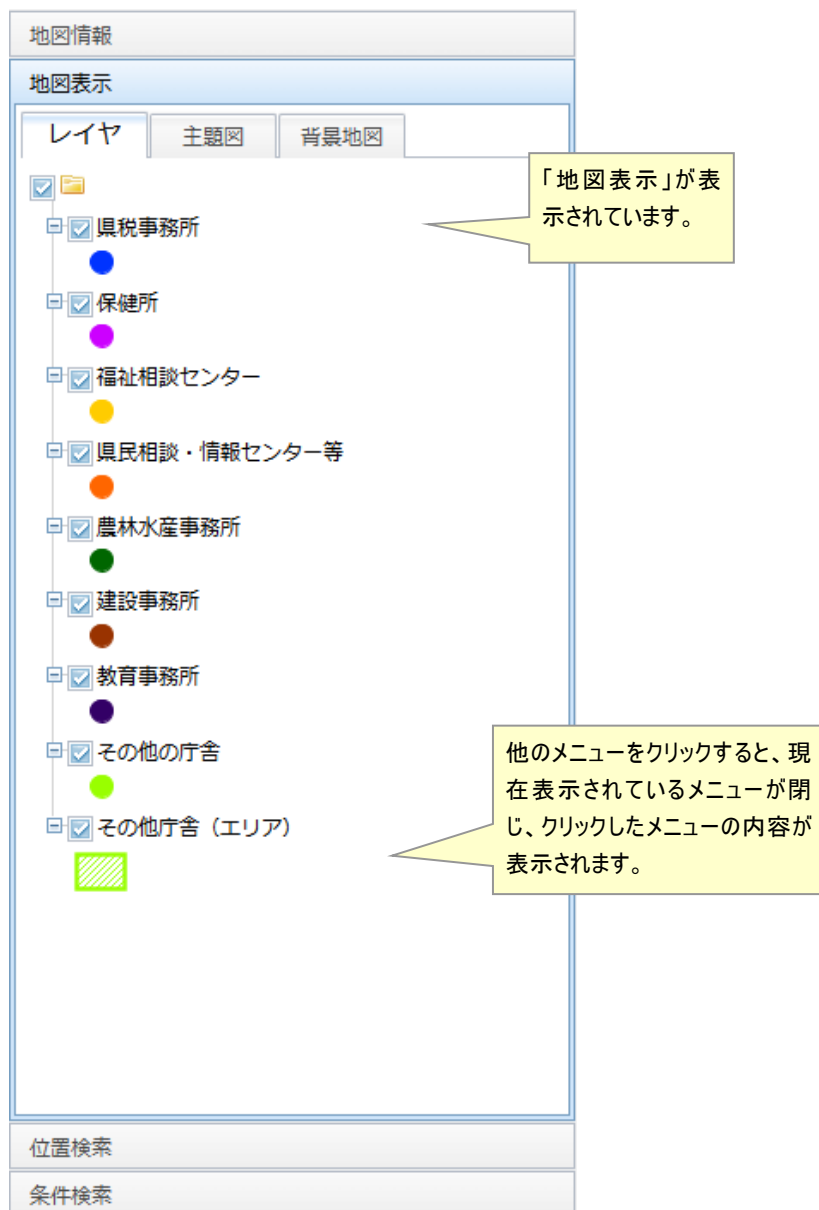 地図情報
地図表示
レイヤ 主題図 背景地図
「地図表示」が表
示されています。
県税事務所
保健所
福祉相談センター
県民相談・情報センター等
農林水産事務所
建設事務所
教育事務所
その他の庁舎
その他庁舎（エリア）
他のメニューをクリックすると、現
在表示されているメニューが閉
じ、クリックしたメニューの内容が
表示されます。
位置検索
条件検索